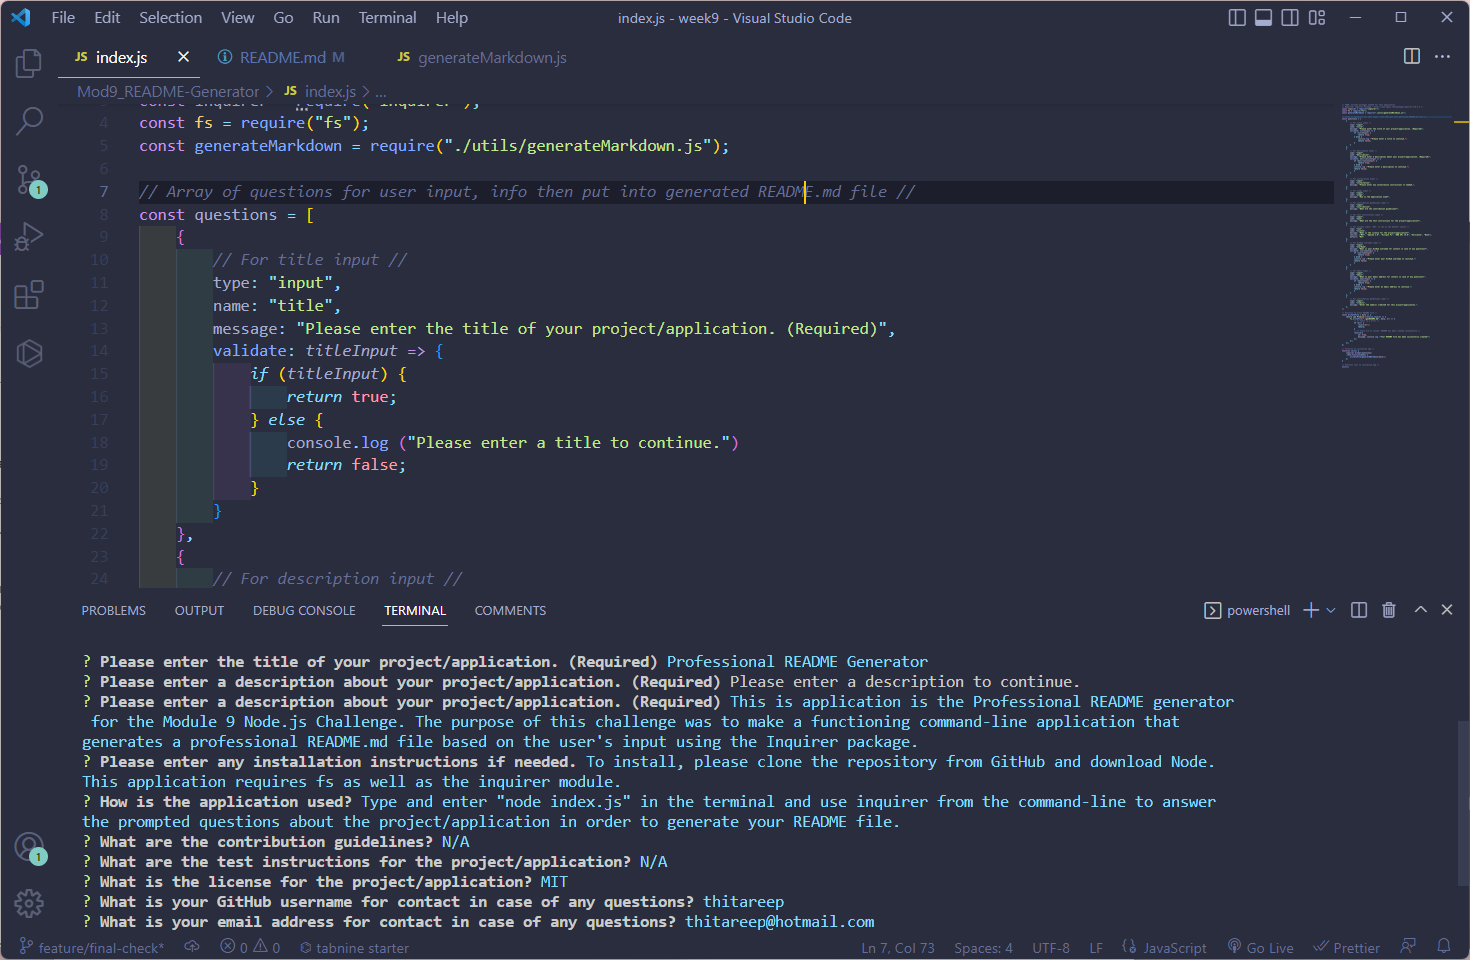 File Edit Selection View Go Run Terminal Help index.js - week9 - Visual Studio Code
JS index.js README.md M JS generateMarkdown.js
Mod9_README-Generator > JS index.js > ...
const inquirer = require("inquirer");
4 const fs = require("fs");
5 const generateMarkdown = require("./utils/generateMarkdown.js");
6
7 // Array of questions for user input, info then put into generated README.md file //
8 const questions = [
9 {
10 // For title input //
11 type: "input",
12 name: "title",
13 message: "Please enter the title of your project/application. (Required)",
14 validate: titleInput => {
15 if (titleInput) {
16 return true;
17 } else {
18 console.log ("Please enter a title to continue.")
19 return false;
20 }
21 }
22 },
23 {
24 // For description input //
1
1
PROBLEMS OUTPUT DEBUG CONSOLE TERMINAL COMMENTS powershell
? Please enter the title of your project/application. (Required) Professional README Generator
? Please enter a description about your project/application. (Required) Please enter a description to continue.
? Please enter a description about your project/application. (Required) This is application is the Professional README generator
for the Module 9 Node.js Challenge. The purpose of this challenge was to make a functioning command-line application that
generates a professional README.md file based on the user's input using the Inquirer package.
? Please enter any installation instructions if needed. To install, please clone the repository from GitHub and download Node.
This application requires fs as well as the inquirer module.
? How is the application used? Type and enter "node index.js" in the terminal and use inquirer from the command-line to answer
the prompted questions about the project/application in order to generate your README file.
? What are the contribution guidelines? N/A
? What are the test instructions for the project/application? N/A
? What is the license for the project/application? MIT
? What is your GitHub username for contact in case of any questions? thitareep
? What is your email address for contact in case of any questions? thitareep@hotmail.com
feature/final-check* 0 0 tabnine starter Ln 7, Col 73 Spaces: 4 UTF-8 LF JavaScript Go Live Prettier